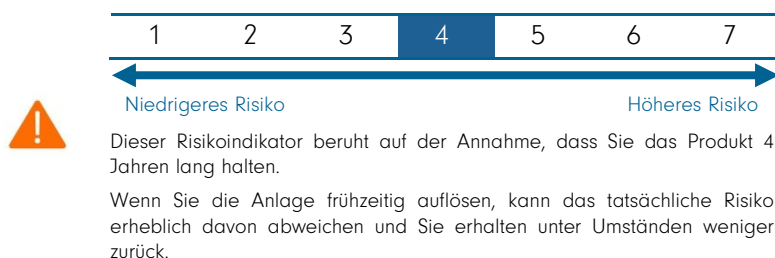 1 2 3 4 5 6 7
Niedrigeres Risiko Höheres Risiko
Dieser Risikoindikator beruht auf der Annahme, dass Sie das Produkt 4
Jahren lang halten.
Wenn Sie die Anlage frühzeitig auflösen, kann das tatsächliche Risiko
erheblich davon abweichen und Sie erhalten unter Umständen weniger
zurück.